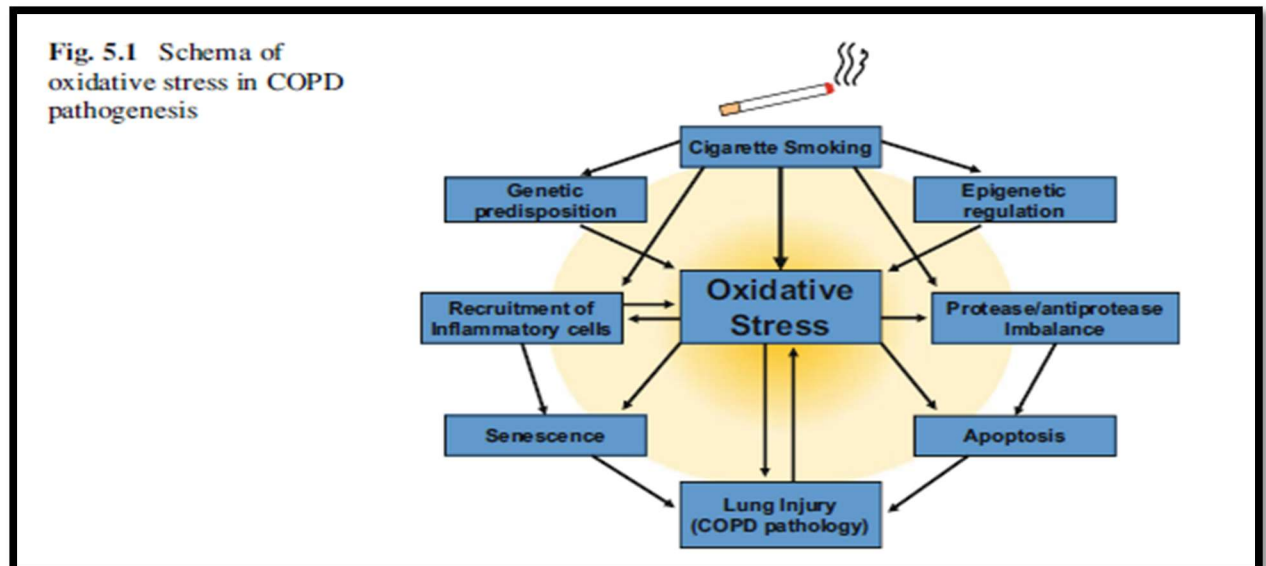 Fig. 5.1 Schema of
oxidative stress in COPD
pathogenesis
Cigarette Smoking
Genetic
predisposition
Epigenetic
regulation
Oxidative
Stress
Recruitment of
Inflammatory cells
Protease/antiprotease
Imbalance
Senescence
Apoptosis
Lung Injury
(COPD pathology)